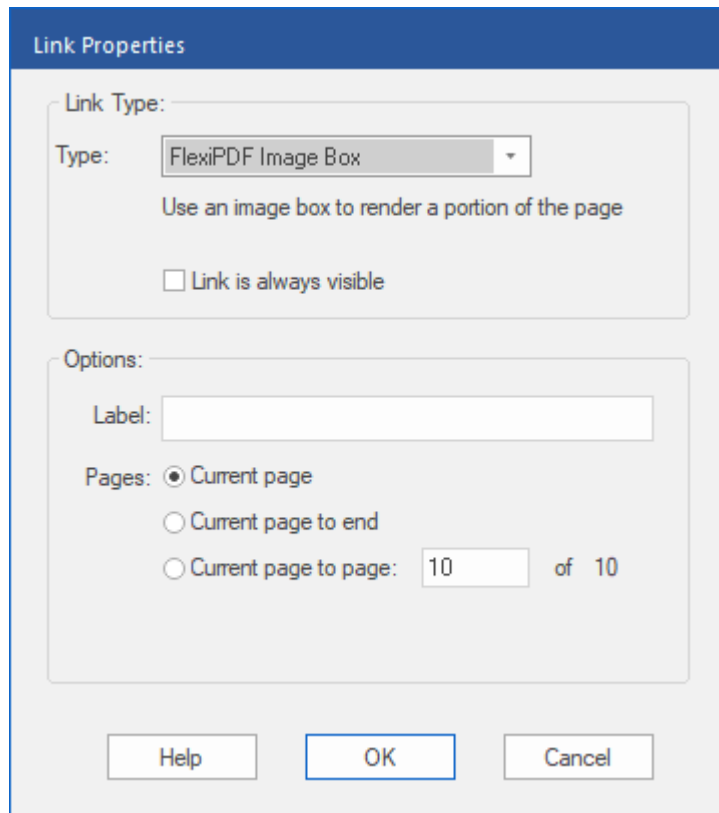 Link Properties
Link Type:
Type: FlexiPDF Image Box
Use an image box to render a portion of the page
Link is always visible
Options:
Label:
Pages: Current page
Current page to end
Current page to page: 10 of 10
Help OK Cancel